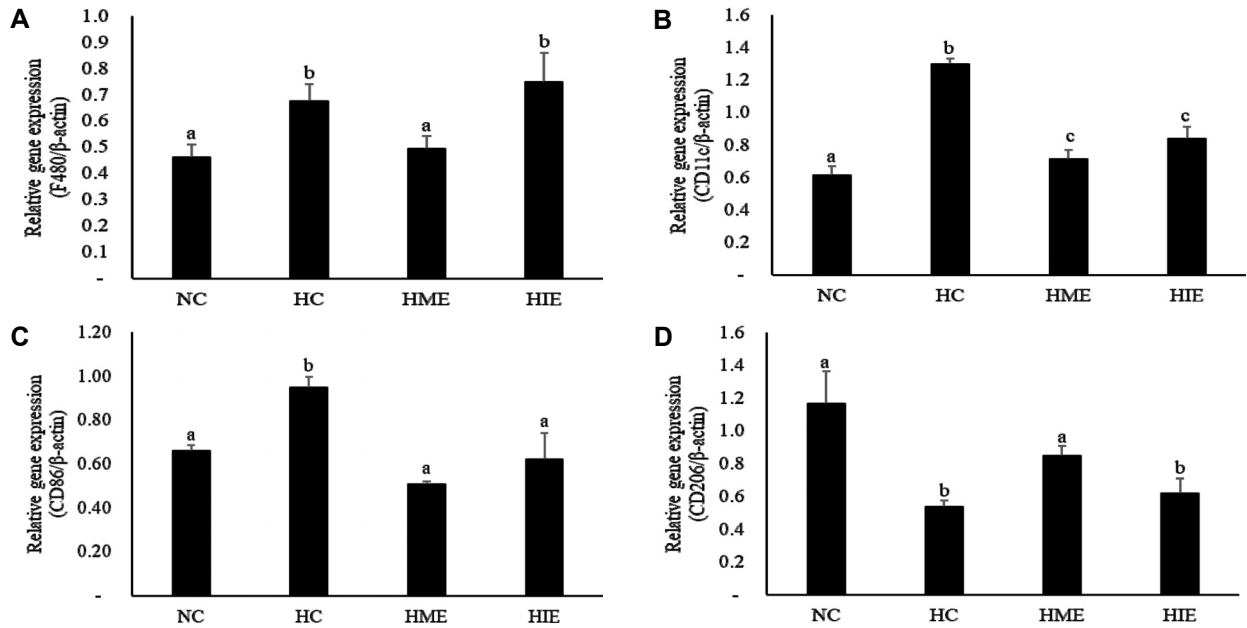 A
Relative gene expression
(F480/β-actin)
1.0
0.9
0.8
0.7
0.6
0.5
0.4
0.3
0.2
0.1
-
a
b
a
b
NC HC HME HIE
B
Relative gene expression
(CD11c/β-actin)
1.6
1.4
1.2
1.0
0.8
0.6
0.4
0.2
-
a
b
c
c
NC HC HME HIE
C
Relative gene expression
(CD86/β-actin)
1.20
1.00
0.80
0.60
0.40
0.20
-
a
b
a
a
NC HC HME HIE
D
Relative gene expression
(CD206/β-actin)
1.6
1.4
1.2
1.0
0.8
0.6
0.4
0.2
-
a
b
a
b
NC HC HME HIE